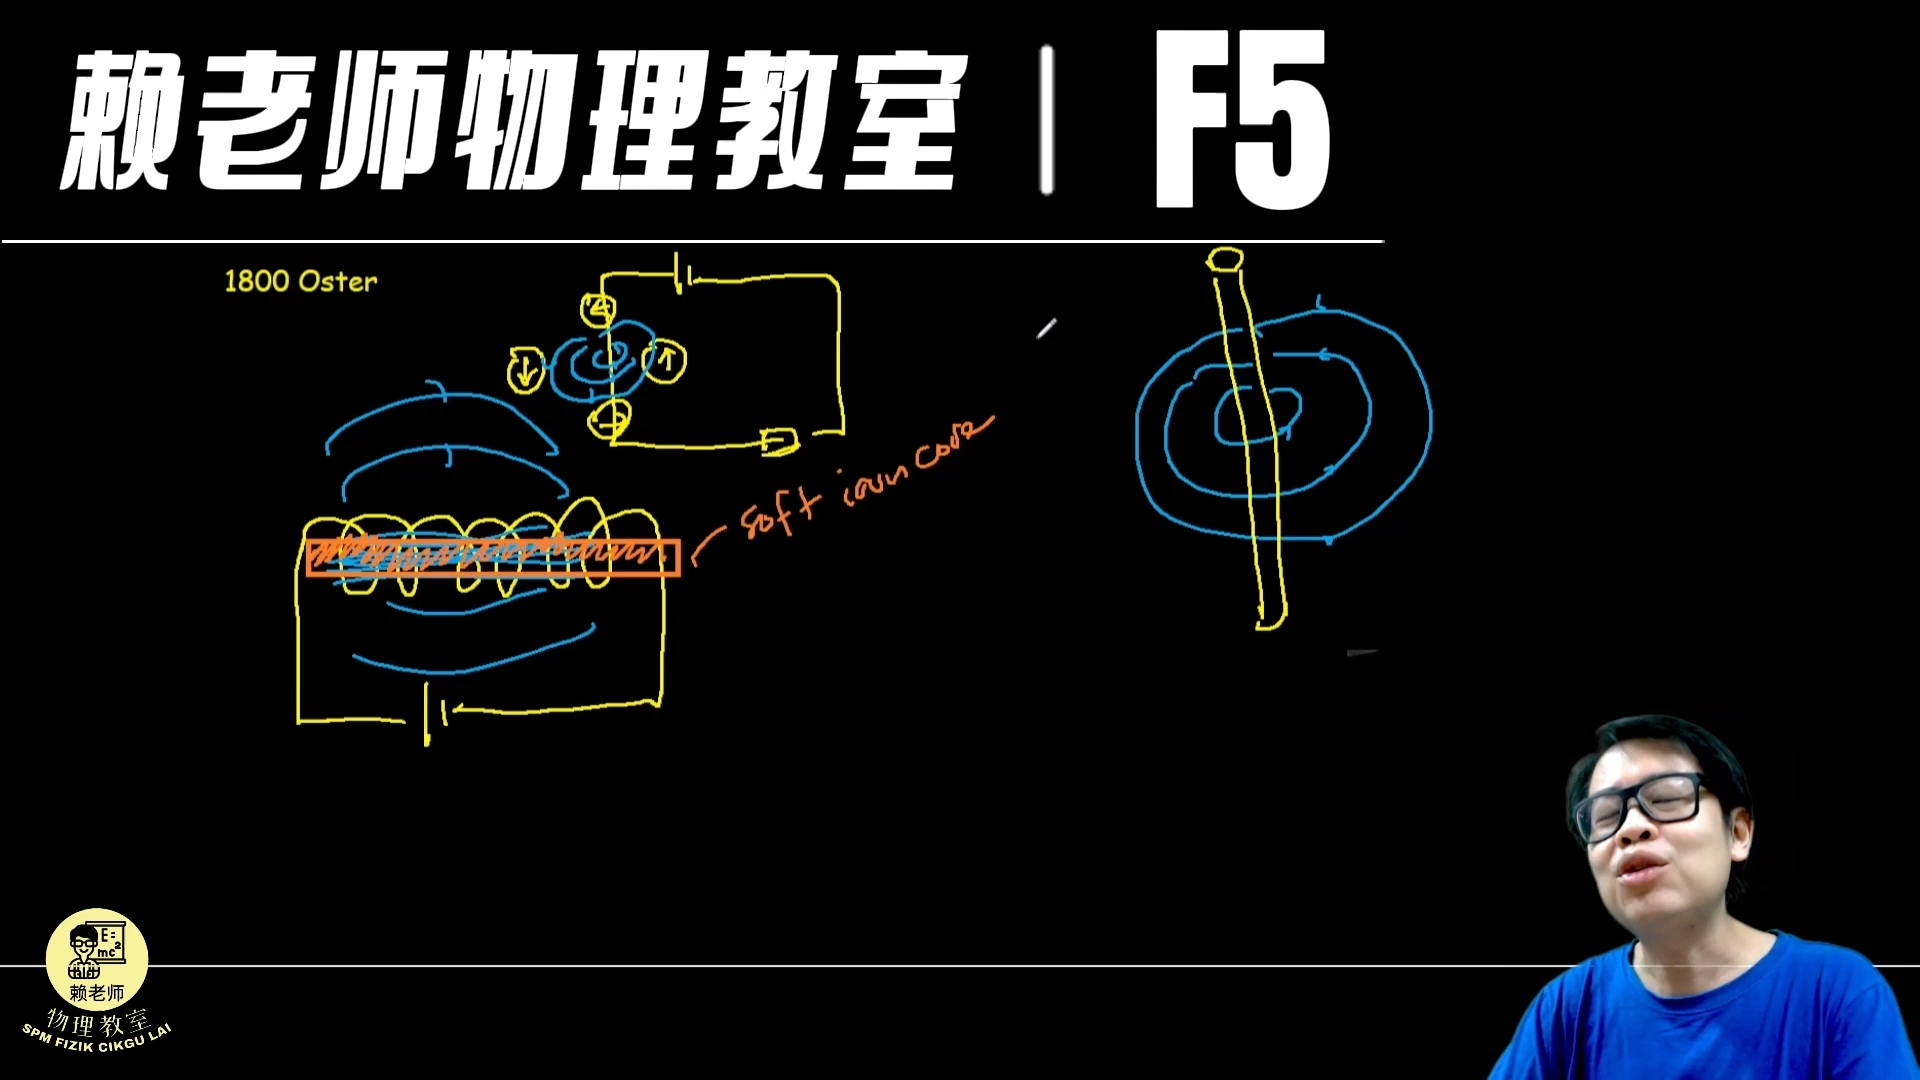 赖老师物理教室 | F5
1800 Oster
soft iaun core
E=
mc²
赖老师
物理教室
SPM FIZIK CIKGU LAI